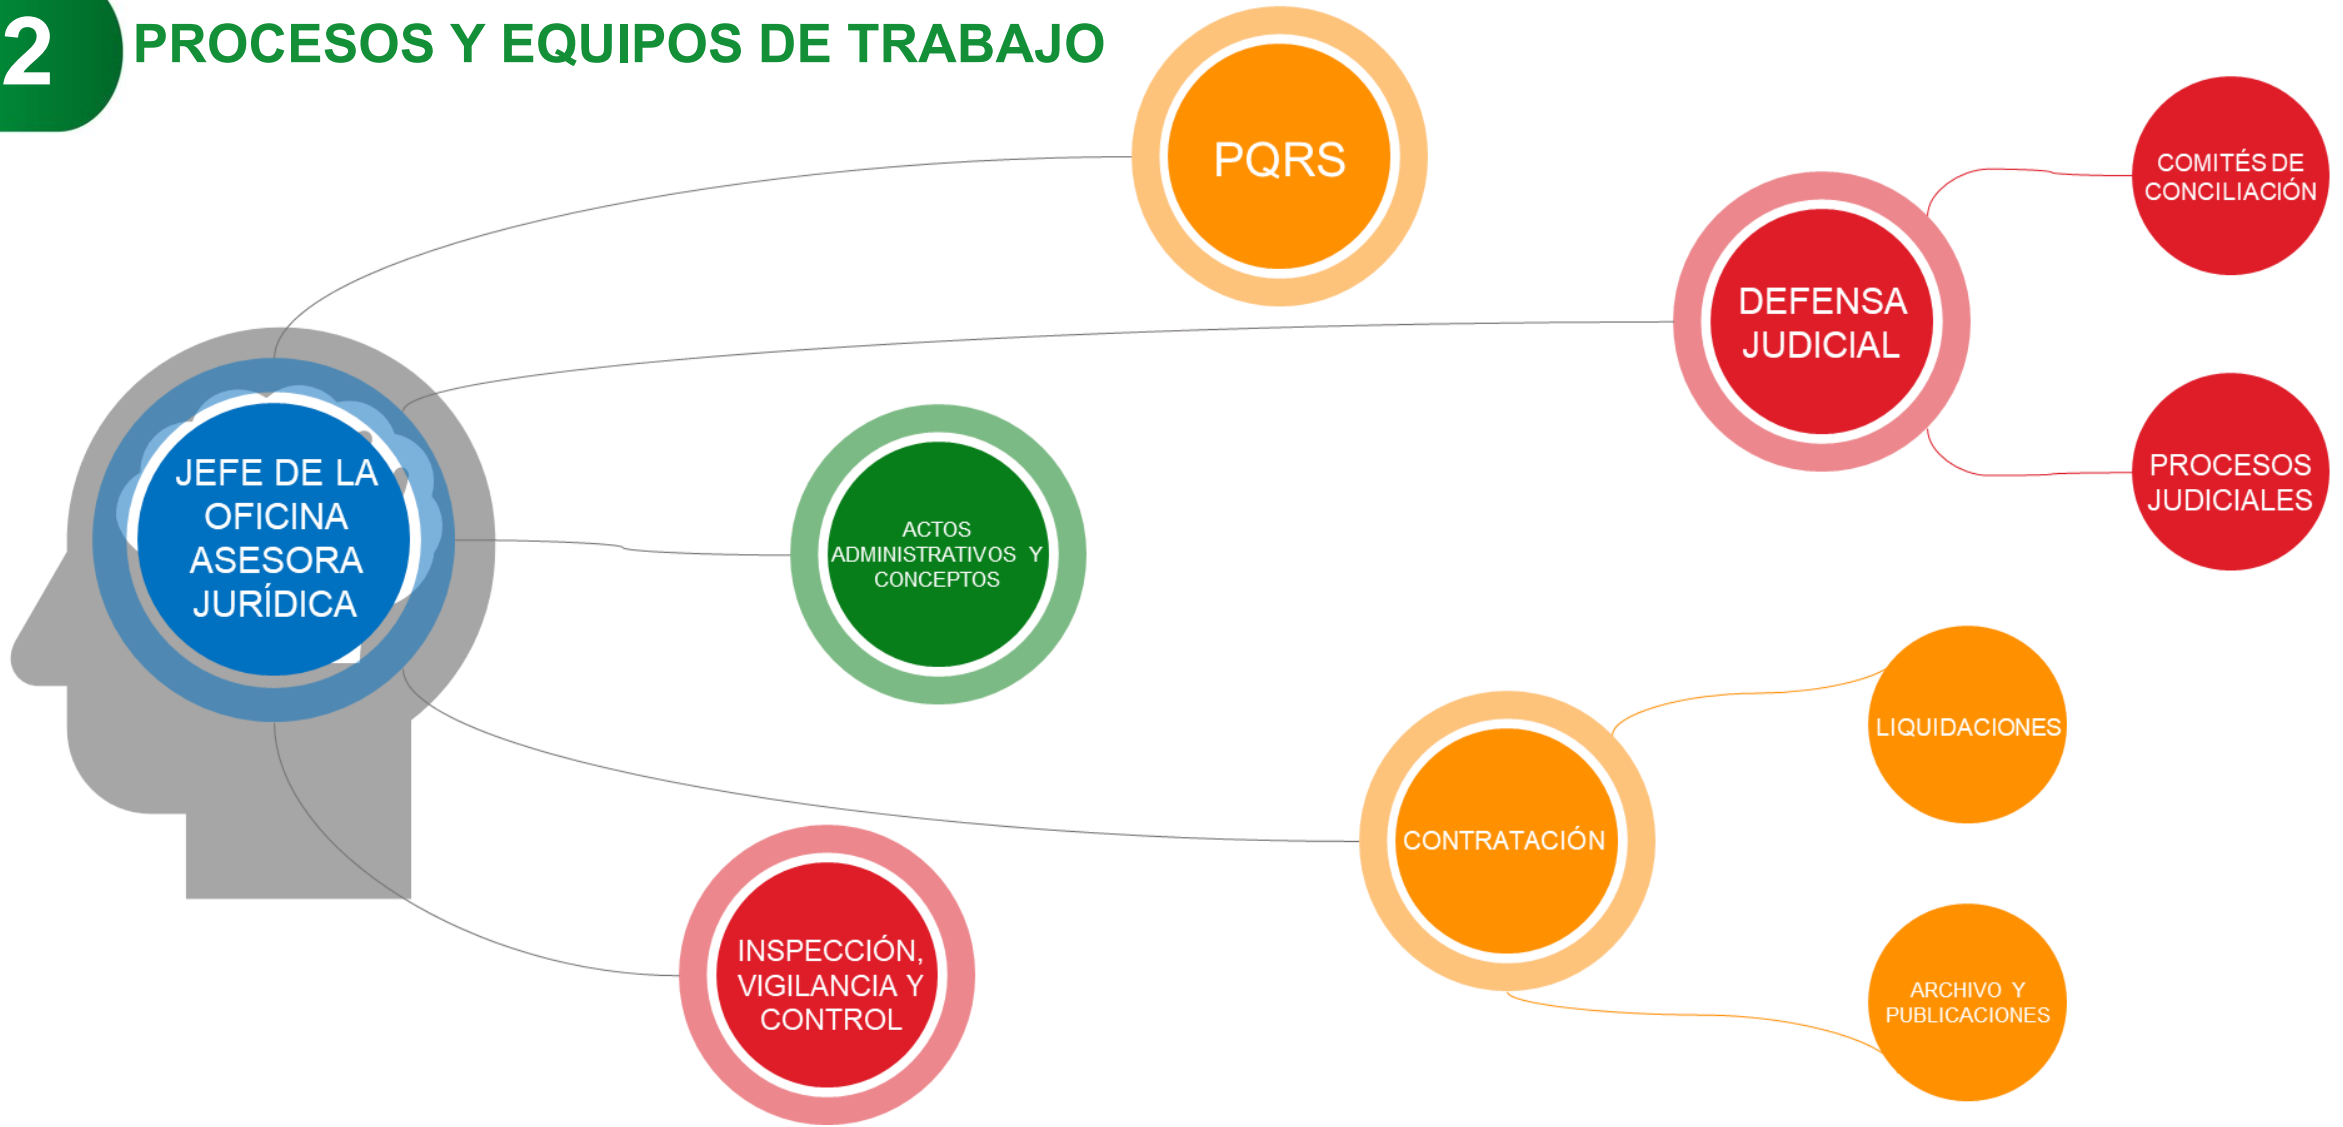 2
PROCESOS Y EQUIPOS DE TRABAJO
PQRS
COMITÉS DE
CONCILIACIÓN
DEFENSA
JUDICIAL
PROCESOS
JUDICIALES
JEFE DE LA
OFICINA
ASESORA
JURÍDICA
ACTOS
ADMINISTRATIVOS Y
CONCEPTOS
LIQUIDACIONES
CONTRATACIÓN
INSPECCIÓN,
VIGILANCIA Y
CONTROL
ARCHIVO Y
PUBLICACIONES